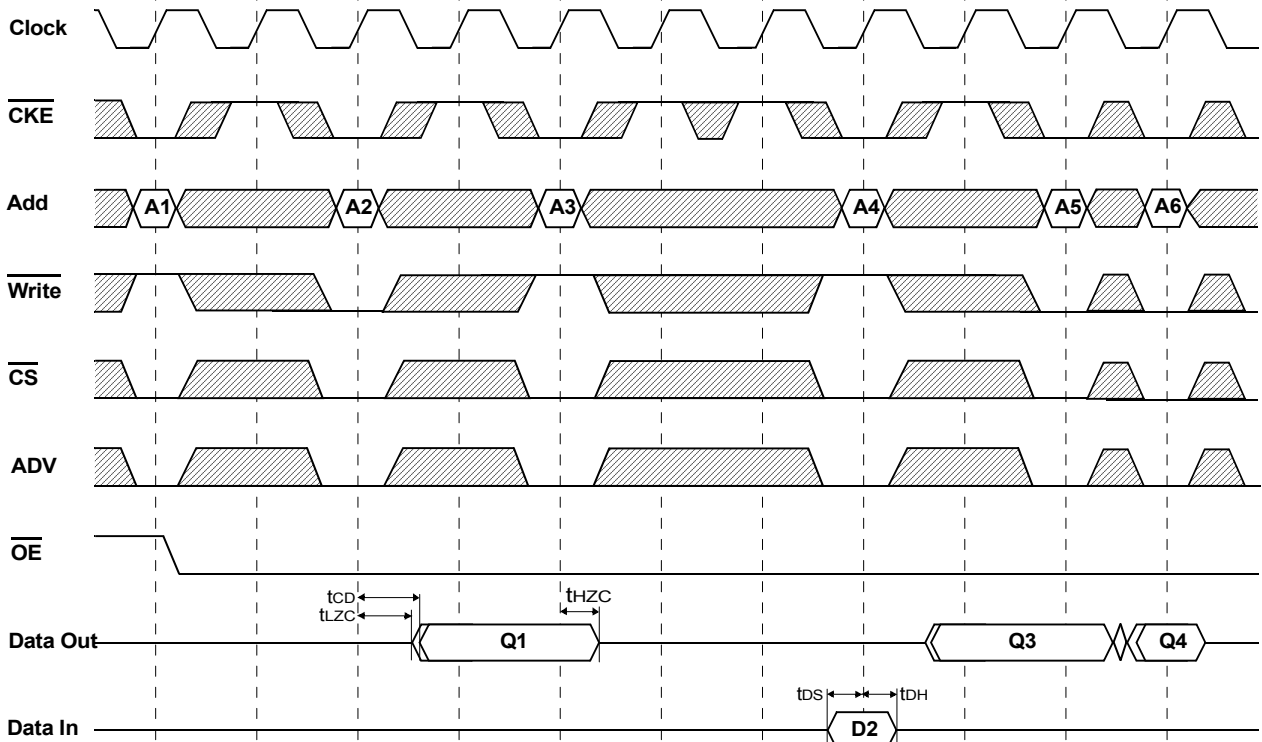 Clock
CKE
Add A1 A2 A3 A4 A5 A6
Write
CS
ADV
OE
tCD tHZC
tLZC
Data Out Q1 Q3 Q4
tDS tDH
Data In D2